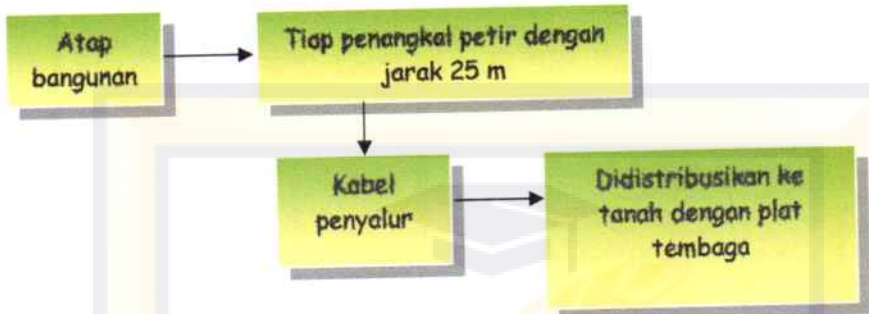 Atap
bangunan
Tiap penangkal petir dengan
jarak 25 m
Kabel
penyalur
Didistribusikan ke
tanah dengan plat
tembaga